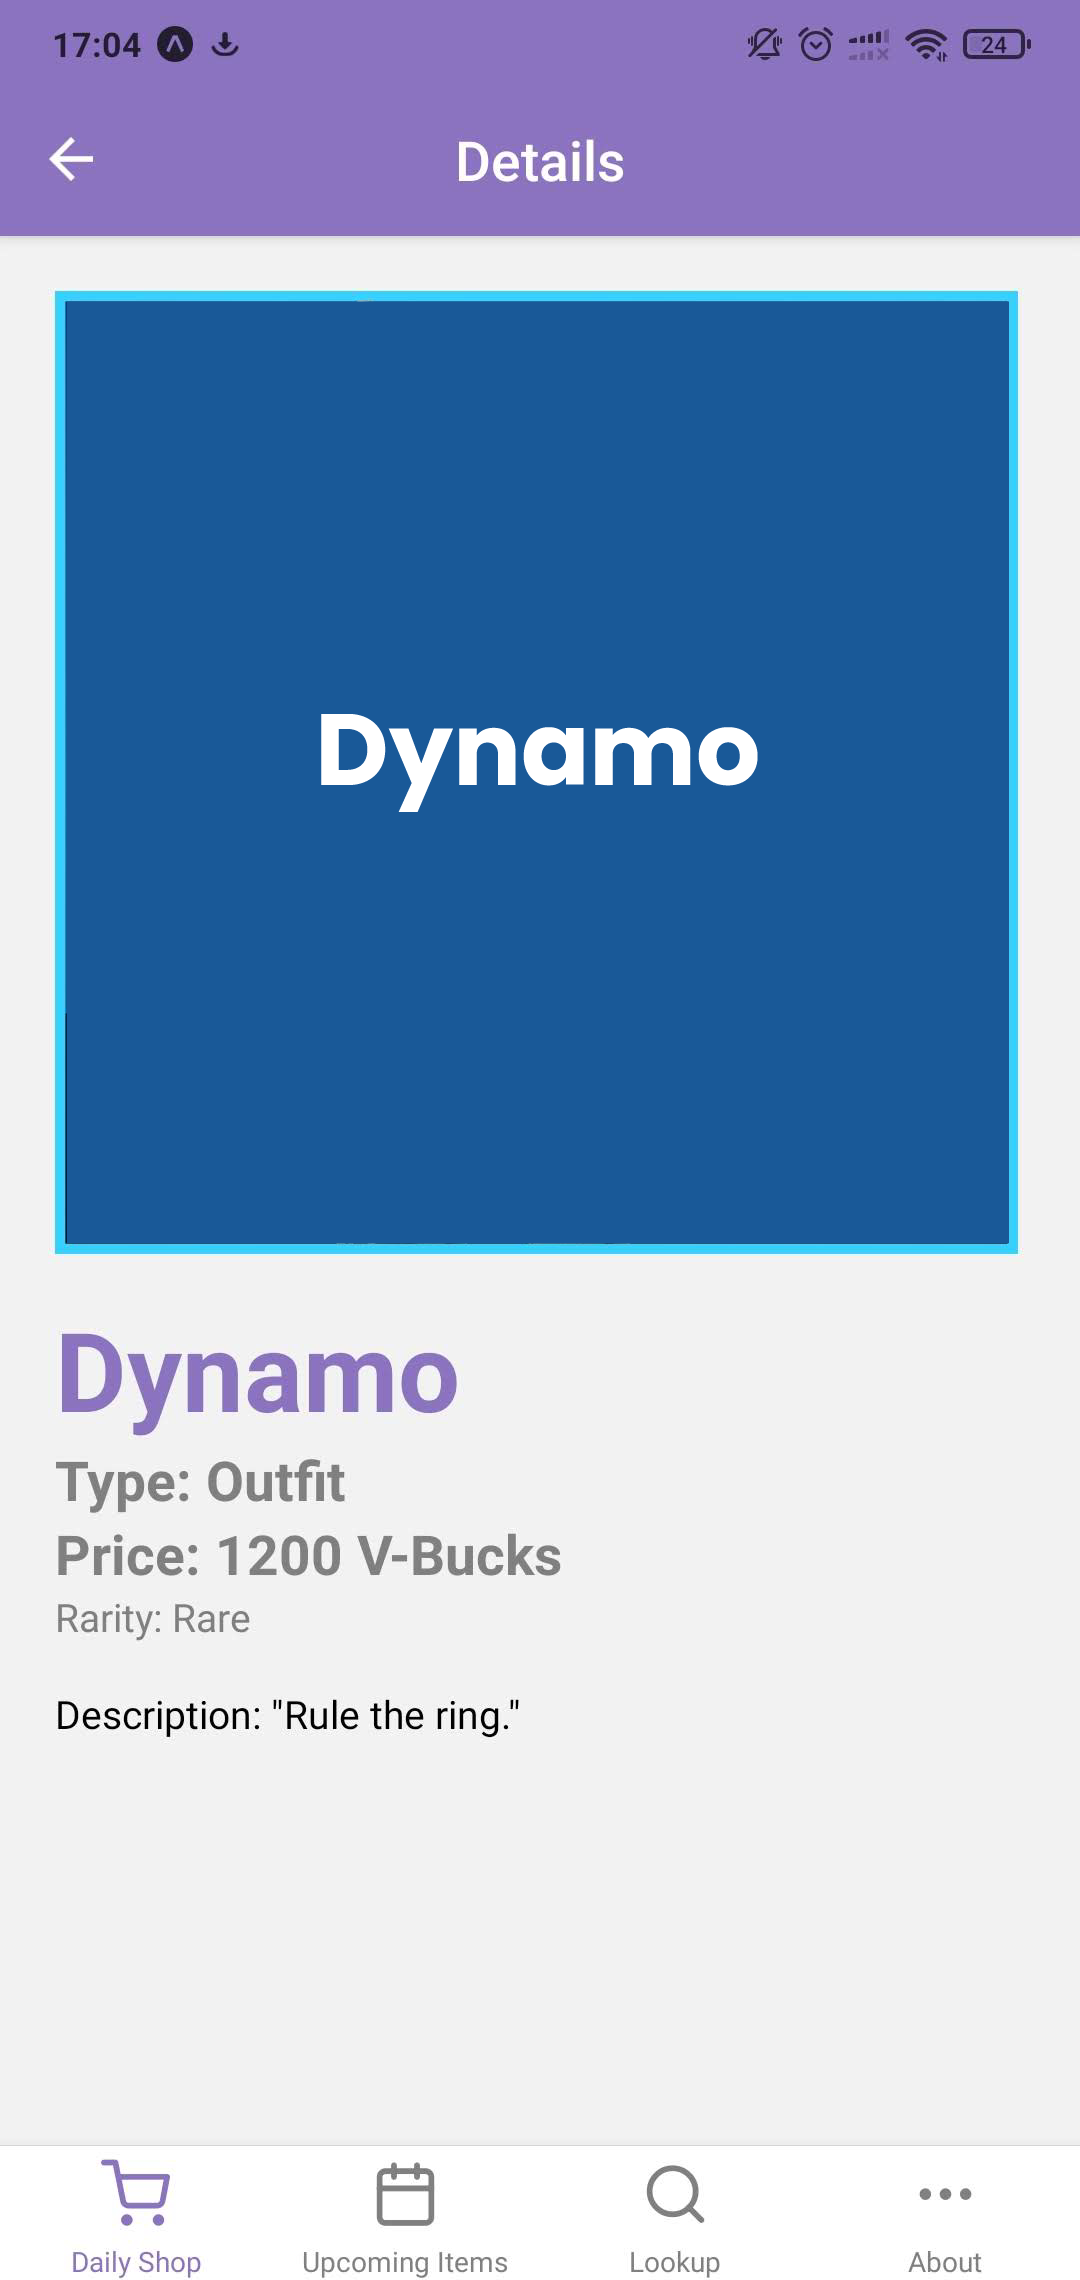 17:04
24
Details
Dynamo
Dynamo
Type: Outfit
Price: 1200 V-Bucks
Rarity: Rare
Description: "Rule the ring."
Daily Shop
Upcoming Items
Lookup
About